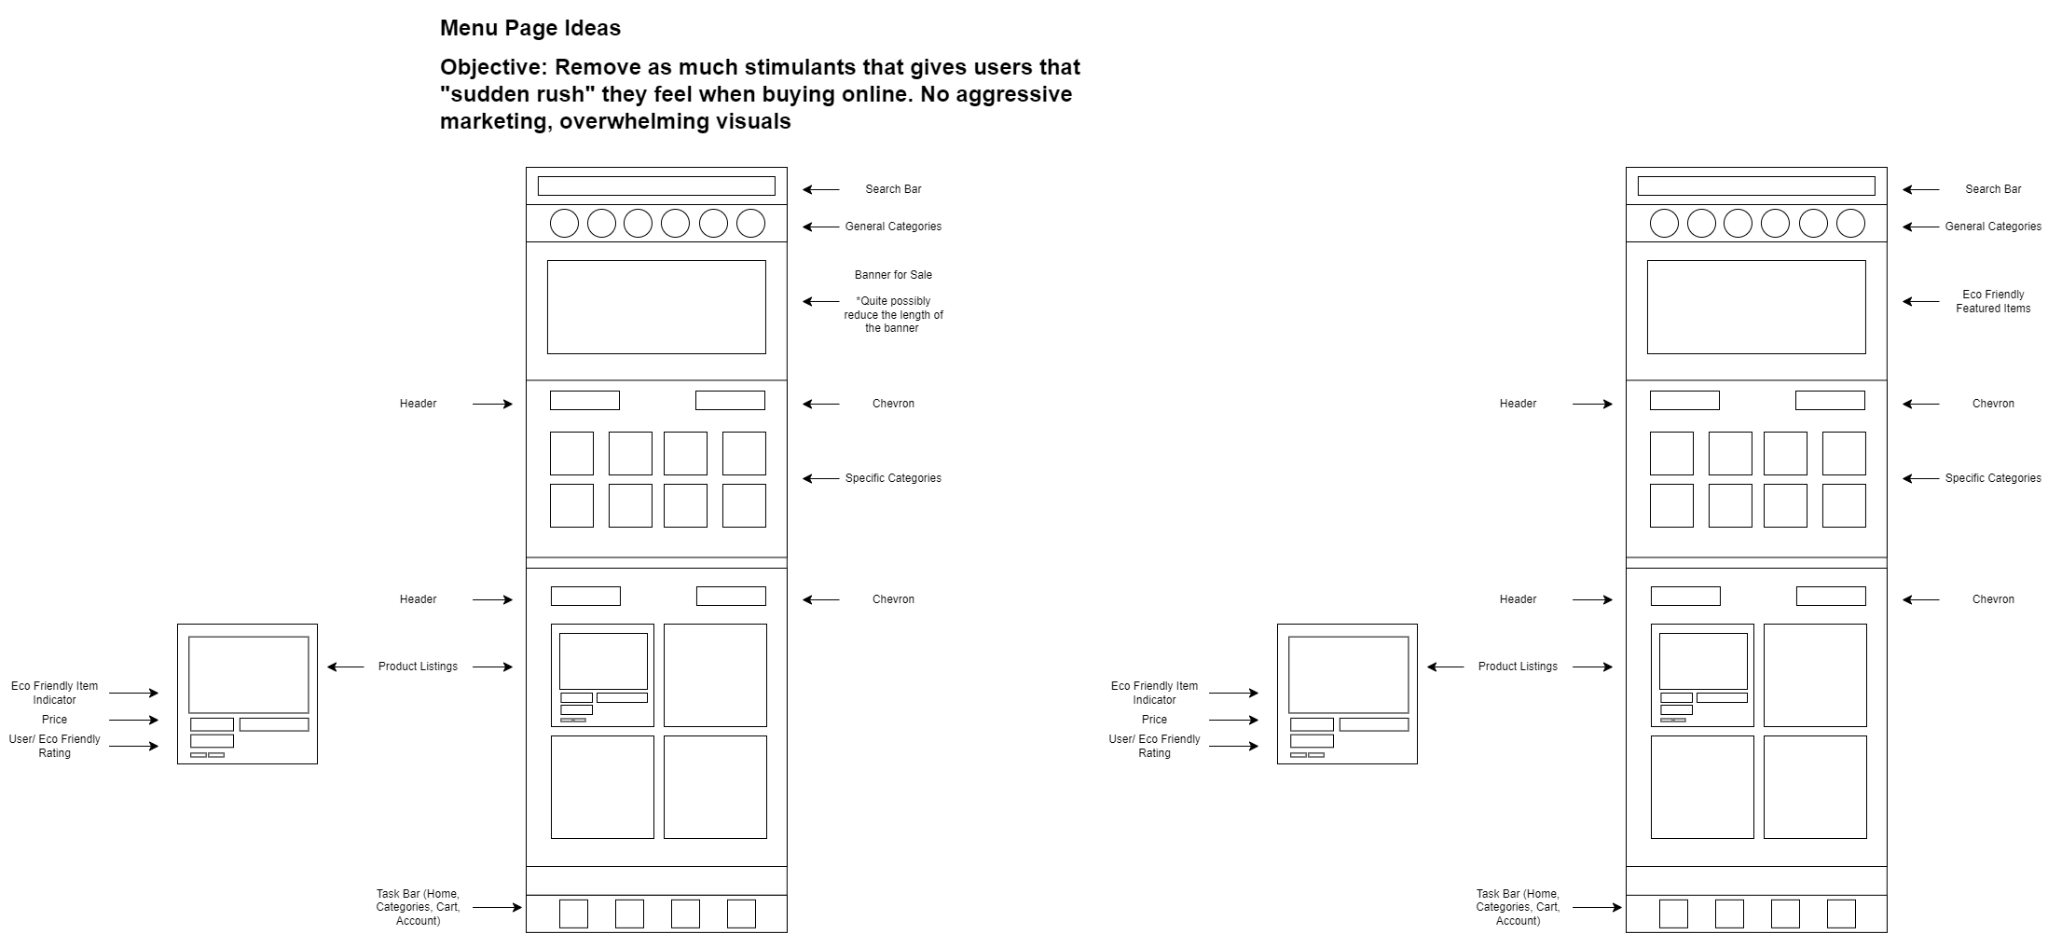 Menu Page Ideas
Objective: Remove as much stimulants that gives users that
"sudden rush" they feel when buying online. No aggressive
marketing, overwhelming visuals
Search Bar
General Categories
Banner for Sale
*Quite possibly
reduce the length of
the banner
Header
Chevron
Specific Categories
Header
Chevron
Product Listings
Eco Friendly Item
Indicator
Price
User/ Eco Friendly
Rating
Task Bar (Home,
Categories, Cart,
Account)
Search Bar
General Categories
Eco Friendly
Featured Items
Header
Chevron
Specific Categories
Header
Chevron
Product Listings
Eco Friendly Item
Indicator
Price
User/ Eco Friendly
Rating
Task Bar (Home,
Categories, Cart,
Account)